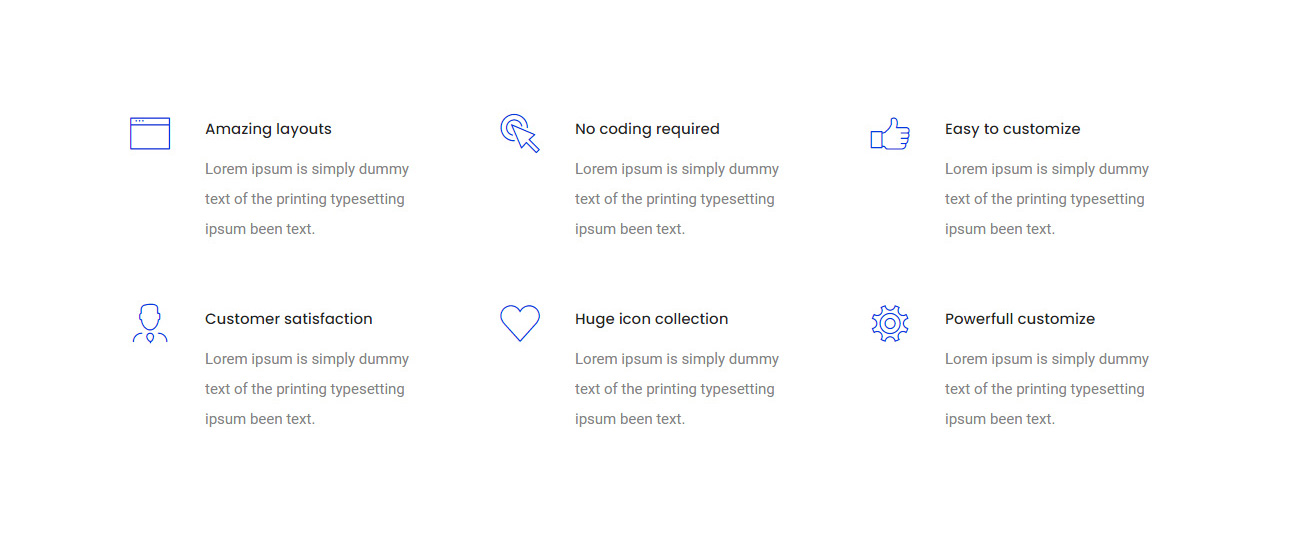 Amazing layouts
Lorem ipsum is simply dummy
text of the printing typesetting
ipsum been text.
No coding required
Lorem ipsum is simply dummy
text of the printing typesetting
ipsum been text.
Easy to customize
Lorem ipsum is simply dummy
text of the printing typesetting
ipsum been text.
Customer satisfaction
Lorem ipsum is simply dummy
text of the printing typesetting
ipsum been text.
Huge icon collection
Lorem ipsum is simply dummy
text of the printing typesetting
ipsum been text.
Powerfull customize
Lorem ipsum is simply dummy
text of the printing typesetting
ipsum been text.